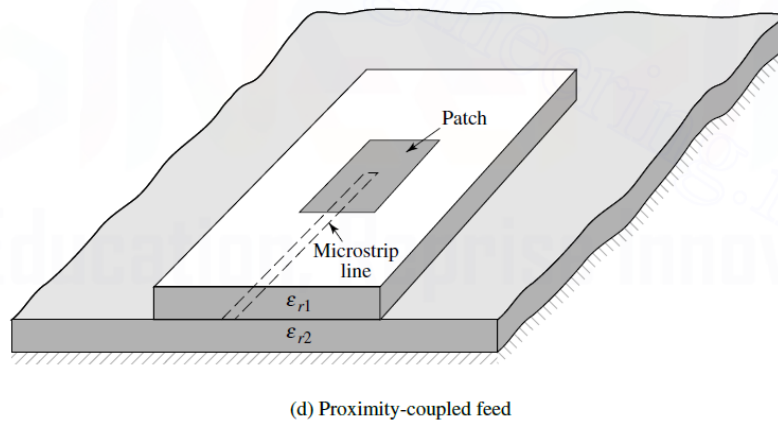 Patch
Microstrip
line
εr1
εr2
(d) Proximity-coupled feed